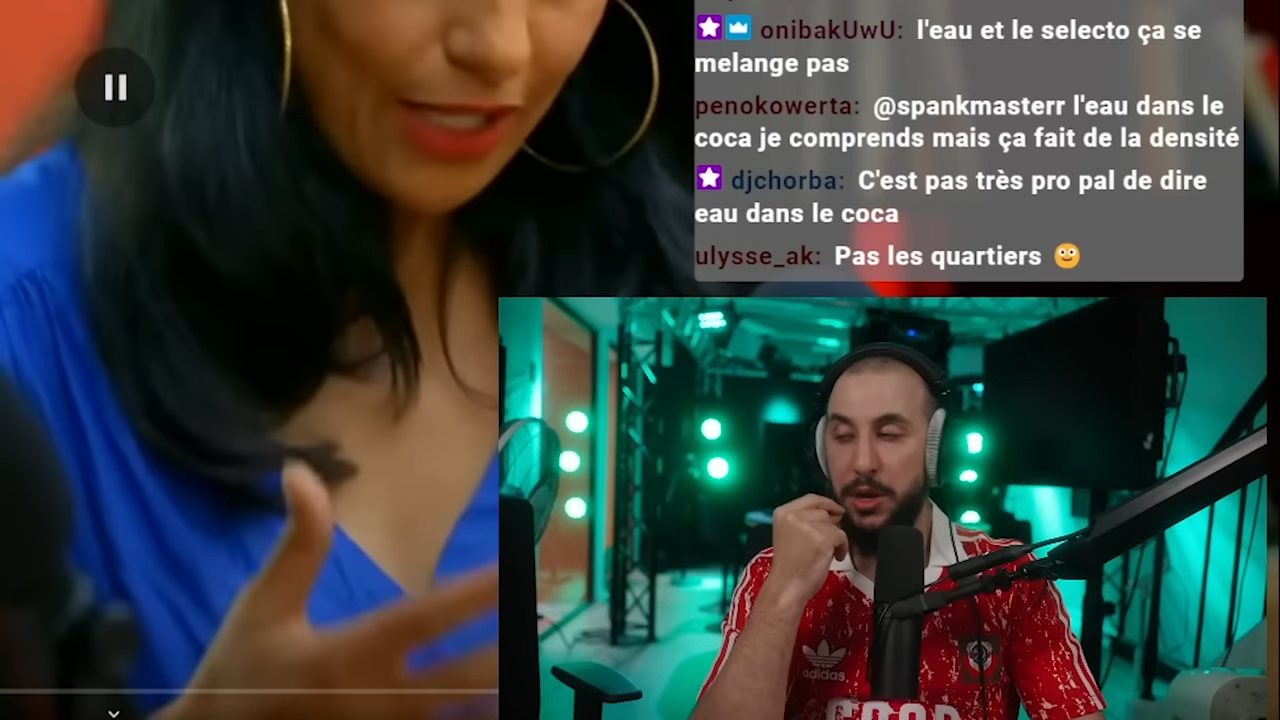 onibakUwU: l'eau et le selecto ça se
melange pas
penokowerta: @spankmasterr l'eau dans le
coca je comprends mais ça fait de la densité
djchorba: C'est pas très pro pal de dire
eau dans le coca
ulysse_ak: Pas les quartiers
adidas
GOOD